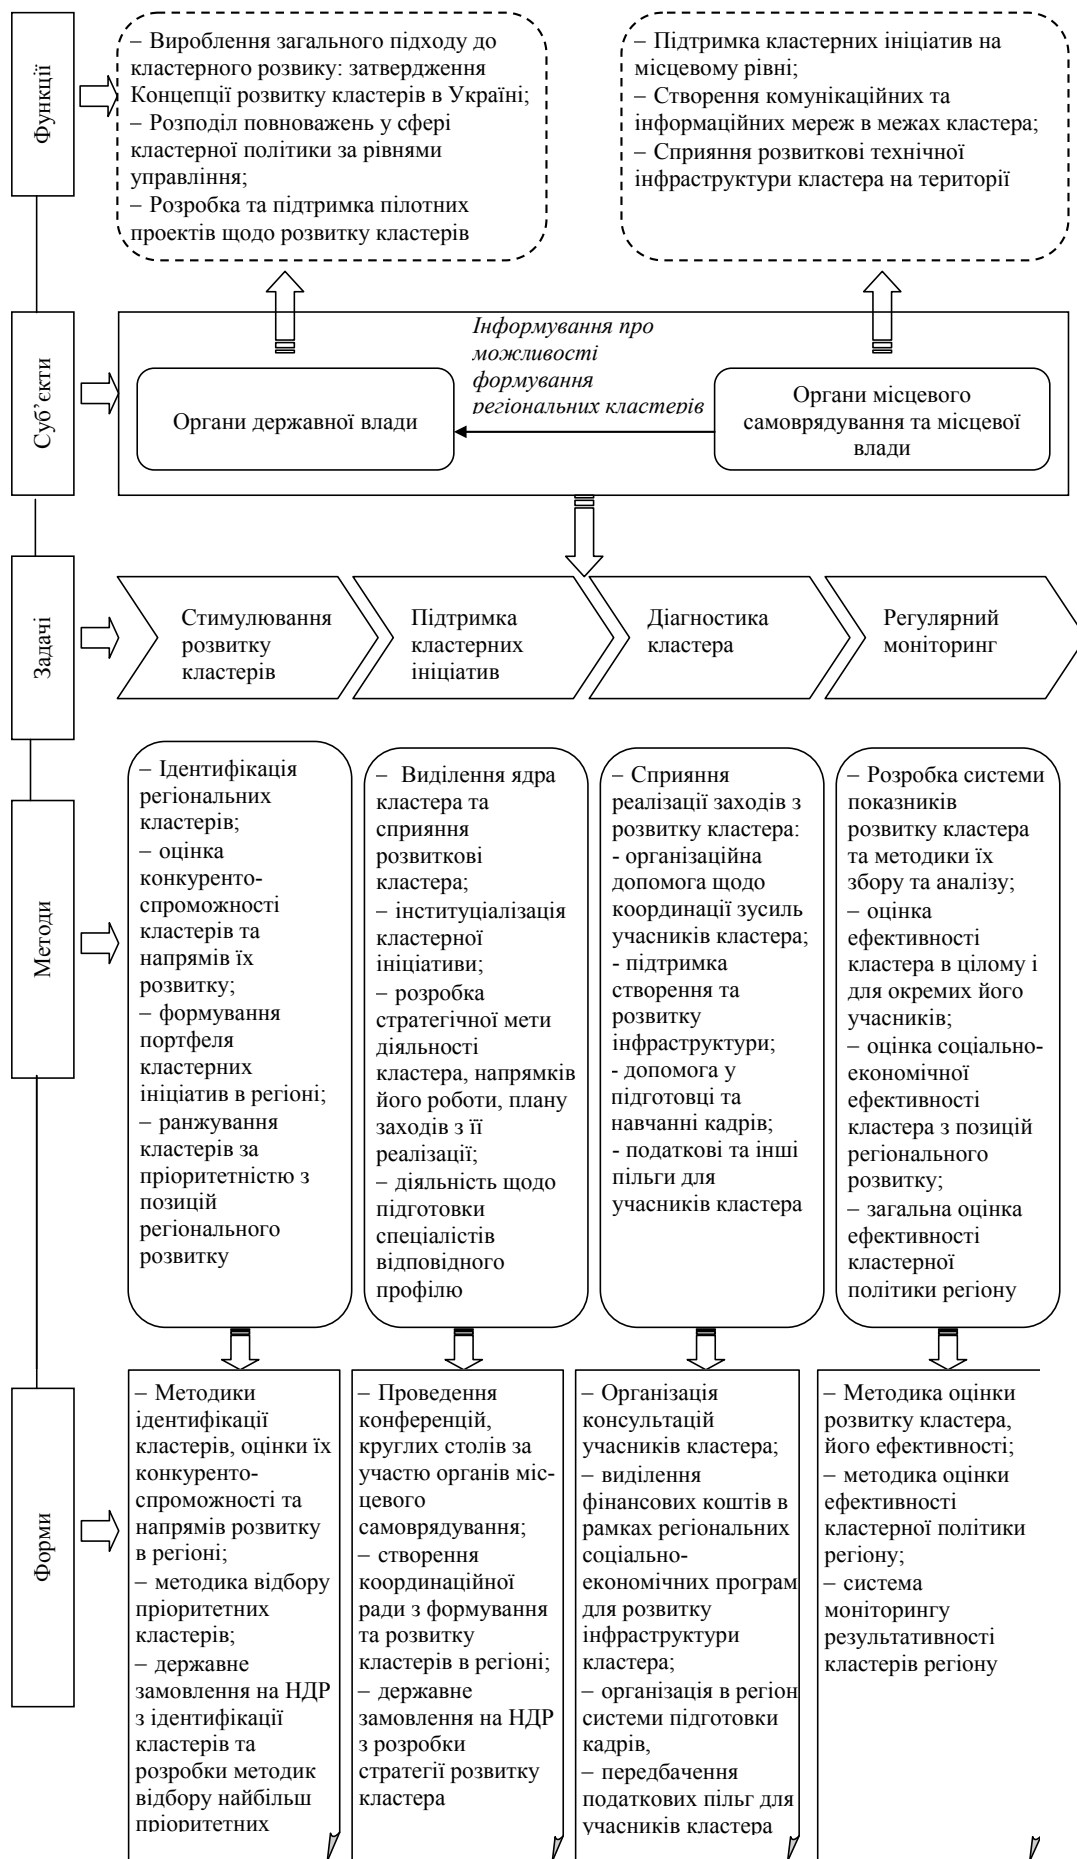 Функції
– Вироблення загального підходу до
кластерного розвику: затвердження
Концепції розвитку кластерів в Україні;
– Розподіл повноважень у сфері
кластерної політики за рівнями
управління;
– Розробка та підтримка пілотних
проектів щодо розвитку кластерів
– Підтримка кластерних ініціатив на
місцевому рівні;
– Створення комунікаційних та
інформаційних мереж в межах кластера;
– Сприяння розвиткові технічної
інфраструктури кластера на території
Суб’єкти
Органи державної влади
Інформування про
можливості
формування
регіональних кластерів
Органи місцевого
самоврядування та місцевої
влади
Задачі
Стимулювання
розвитку
кластерів
Підтримка
кластерних
ініціатив
Діагностика
кластера
Регулярний
моніторинг
Методи
– Ідентифікація
регіональних
кластерів;
– оцінка
конкуренто-
спроможності
кластерів та
напрямів їх
розвитку;
– формування
портфеля
кластерних
ініціатив в регіоні;
– ранжування
кластерів за
пріоритетністю з
позицій
регіонального
розвитку
– Виділення ядра
кластера та
сприяння
розвиткові
кластера;
– інституціалізація
кластерної
ініціативи;
– розробка
стратегічної мети
діяльності
кластера, напрямків
його роботи, плану
заходів з її
реалізації;
– діяльність щодо
підготовки
спеціалістів
відповідного
профілю
– Сприяння
реалізації заходів з
розвитку кластера:
- організаційна
допомога щодо
координації зусиль
учасників кластера;
- підтримка
створення та
розвитку
інфраструктури;
- допомога у
підготовці та
навчанні кадрів;
- податкові та інші
пільги для
учасників кластера
– Розробка системи
показників
розвитку кластера
та методики їх
збору та аналізу;
– оцінка
ефективності
кластера в цілому і
для окремих його
учасників;
– оцінка соціально-
економічної
ефективності
кластера з позицій
регіонального
розвитку;
– загальна оцінка
ефективності
кластерної
політики регіону
Форми
– Методики
ідентифікації
кластерів, оцінки їх
конкуренто-
спроможності та
напрямів розвитку
в регіоні;
– методика відбору
пріоритетних
кластерів;
– державне
замовлення на НДР
з ідентифікації
кластерів та
розробки методик
відбору найбільш
пріоритетних
– Проведення
конференцій,
круглих столів за
участю органів міс-
цевого
самоврядування;
– створення
координаційної
ради з формування
та розвитку
кластерів в регіоні;
– державне
замовлення на НДР
з розробки
стратегії розвитку
кластера
– Організація
консультацій
учасників кластера;
– виділення
фінансових коштів в
рамках регіональних
соціально-
економічних програм
для розвитку
інфраструктури
кластера;
– організація в регіон
системи підготовки
кадрів,
– передбачення
податкових пільг для
учасників кластера
– Методика оцінки
розвитку кластера,
його ефективності;
– методика оцінки
ефективності
кластерної політики
регіону;
– система
моніторингу
результативності
кластерів регіону